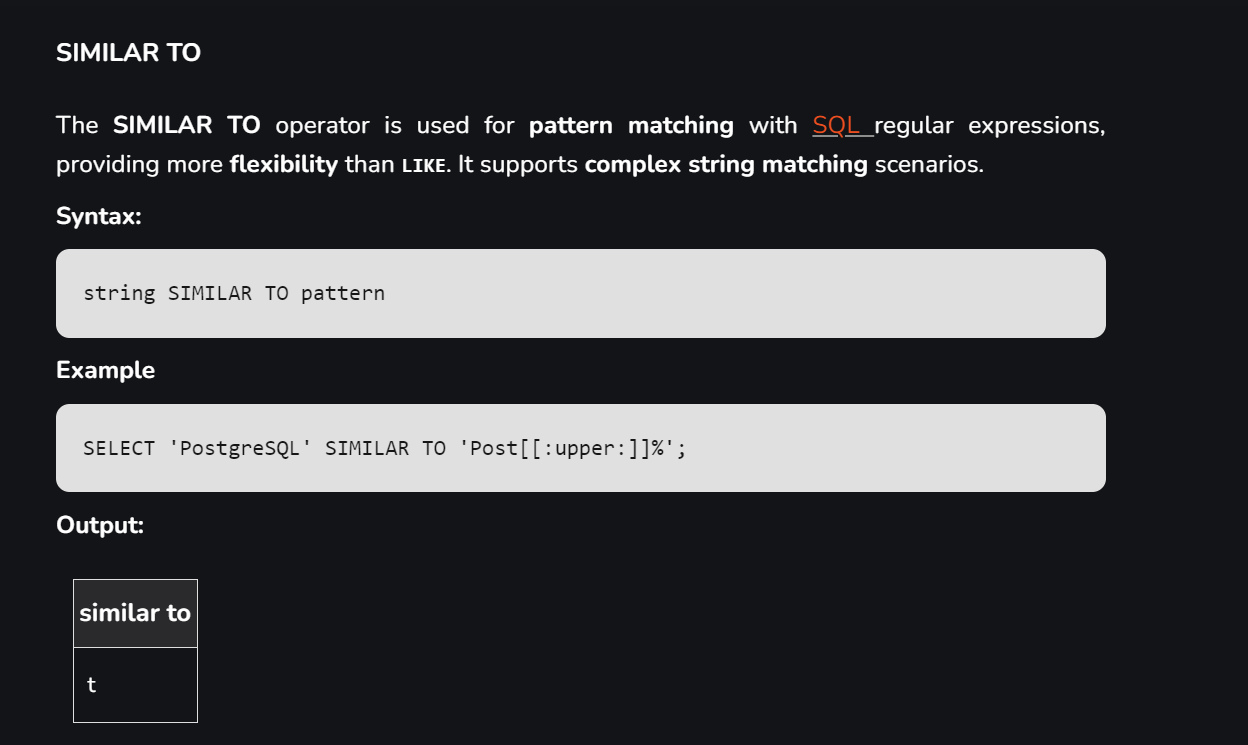 SIMILAR TO
The SIMILAR TO operator is used for pattern matching with SQL regular expressions,
providing more flexibility than LIKE. It supports complex string matching scenarios.
Syntax:
string SIMILAR TO pattern
Example
SELECT 'PostgreSQL' SIMILAR TO 'Post[[:upper:]]%';
Output:
similar to
t